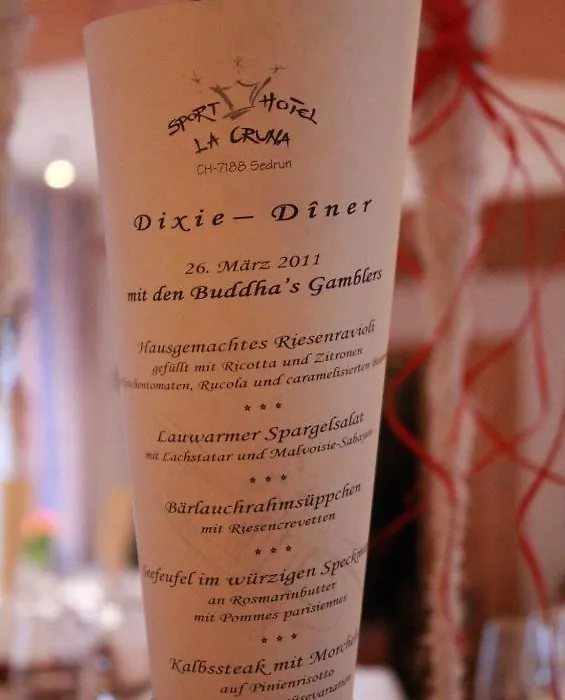 SPORT HOTEL
LA CRUNA
CH-7188 Sedrun
Dixie – Dîner
26. März 2011
mit den Buddha's Gamblers
Hausgemachtes Riesenravioli
gefüllt mit Ricotta und Zitronen
Rucola und caramelisierten
* * *
Lauwarmer Spargelsalat
mit Lachstatar und Malvoisie-Sabayon
* * *
Bärlauchrahmsüppchen
mit Riesencrevetten
* * *
Seefeufel im würzigen
an Rosmarinbutter
mit Pommes parisiennes
* * *
Kalbssteak mit
auf Pinienrisotto